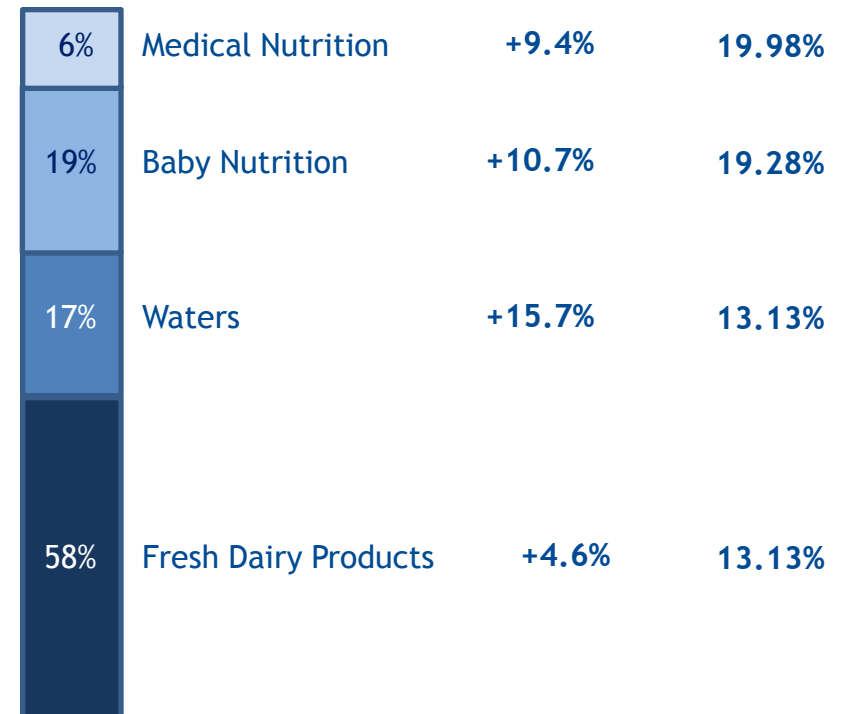 6% Medical Nutrition +9.4% 19.98%
19% Baby Nutrition +10.7% 19.28%
17% Waters +15.7% 13.13%
58% Fresh Dairy Products +4.6% 13.13%